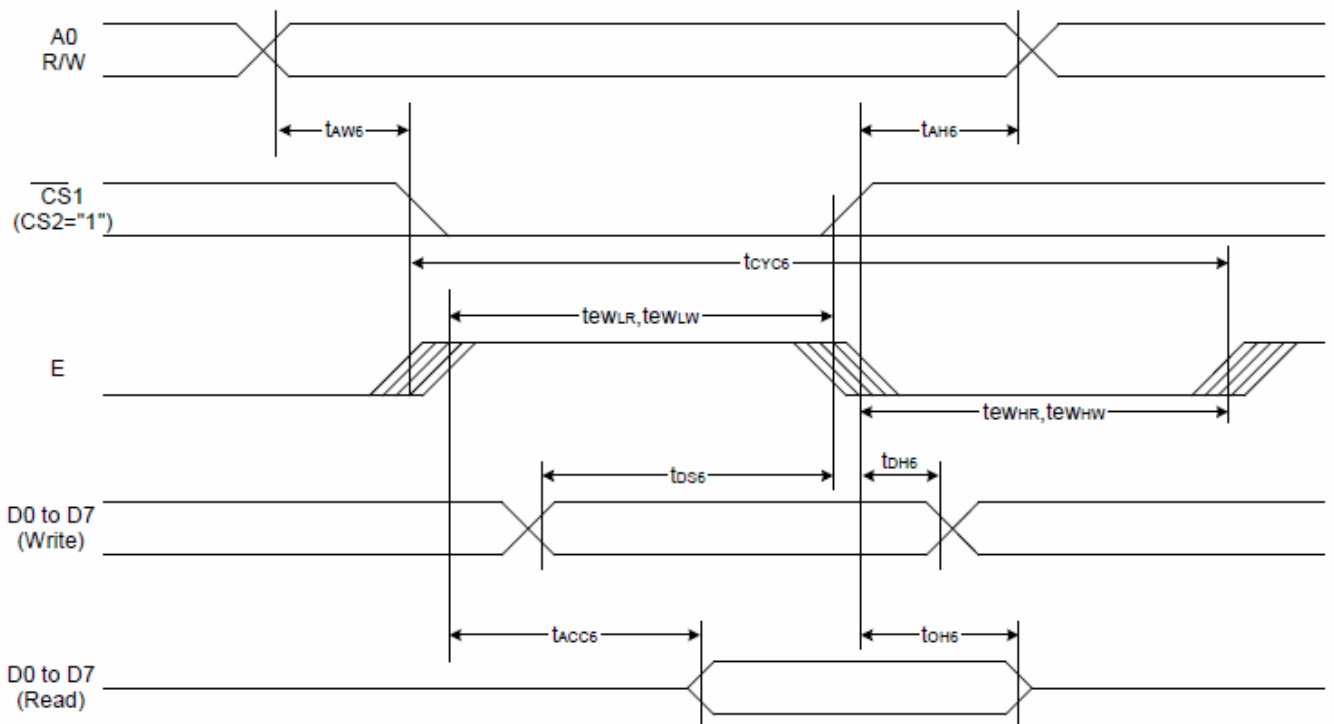 A0
R/W
tAW6
tAH6
CS1
(CS2="1")
tCYC6
tewLR,tewLW
E
tewHR,tewHW
tDS6
tDH6
D0 to D7
(Write)
tACC6
tOH6
D0 to D7
(Read)